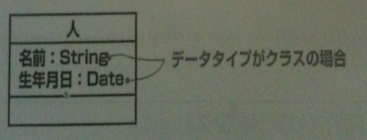 人
名前：String
生年月日：Date
データタイプがクラスの場合